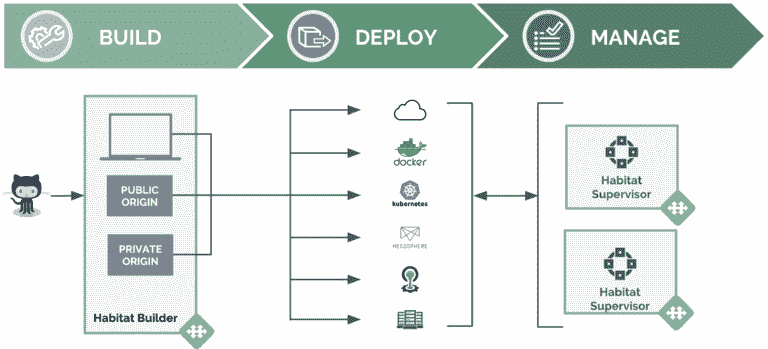 BUILD
DEPLOY
MANAGE
PUBLIC
ORIGIN
PRIVATE
ORIGIN
Habitat Builder
docker
kubernetes
MESOSPHERE
Habitat
Supervisor
Habitat
Supervisor